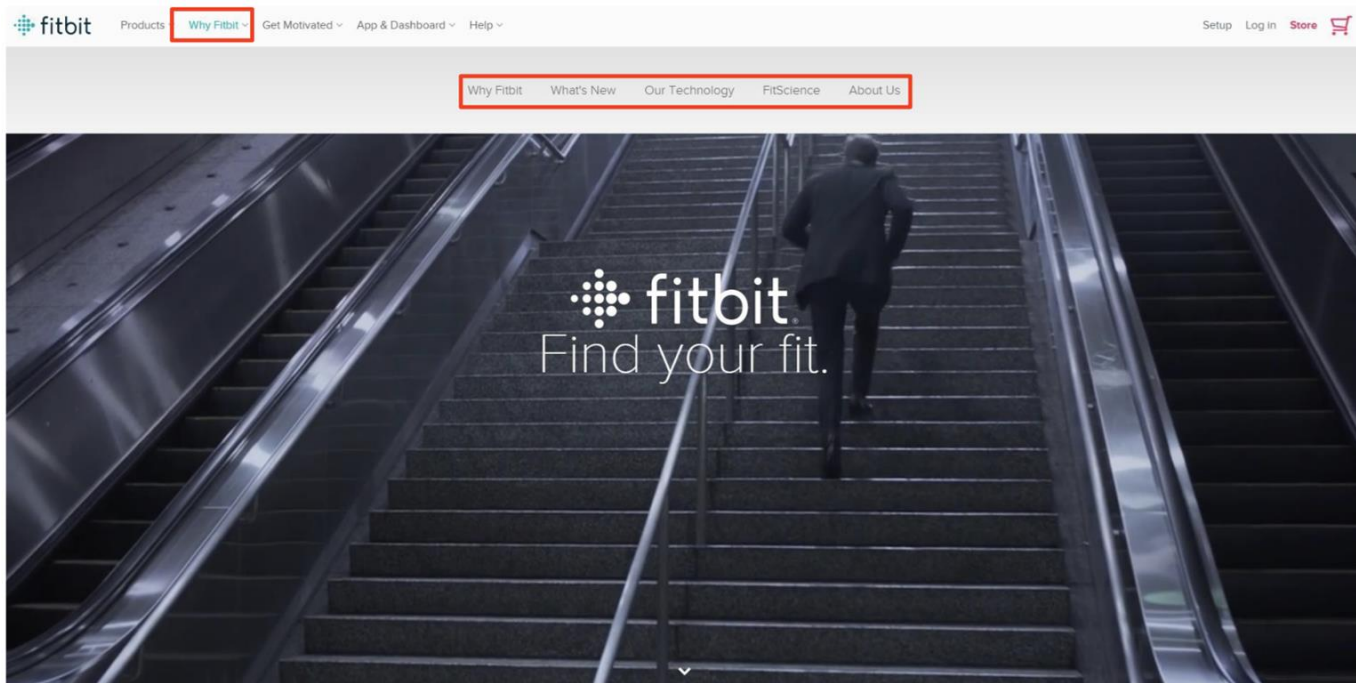 fitbit Products Why Fitbit Get Motivated App & Dashboard Help Setup Log in Store
Why Fitbit What's New Our Technology FitScience About Us
fitbit
Find your fit.